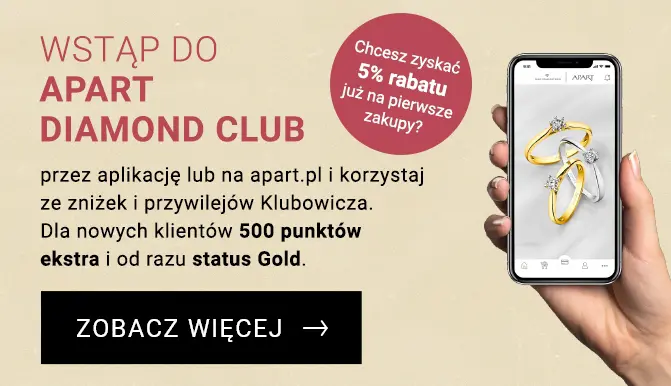 WSTĄP DO
APART
DIAMOND CLUB
Chcesz zyskać
5% rabatu
już na pierwsze
zakupy?
przez aplikację lub na apart.pl i korzystaj
ze zniżek i przywilejów Klubowicza.
Dla nowych klientów 500 punktów
ekstra i od razu status Gold.
ZOBACZ WIĘCEJ →
APART